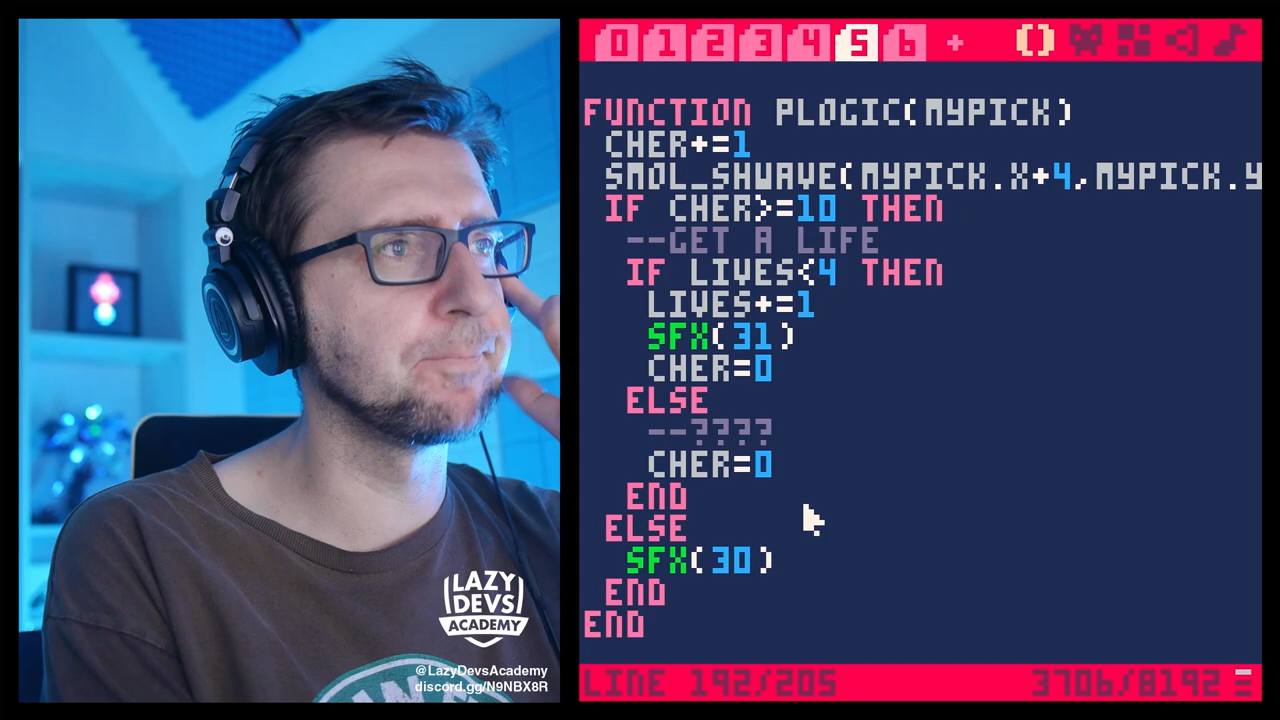 LAZY
DEVS
ACADEMY
@LazyDevsAcademy
discord.gg/N9NBX8R
0 1 2 3 4 5 6 +
FUNCTION PLOGIC(MYPICK)
CHER+=1
SMOL_SHWAVE(MYPICK.X+4,MYPICK.Y
IF CHER>=10 THEN
--GET A LIFE
IF LIVES<4 THEN
LIVES+=1
SFX(31)
CHER=0
ELSE
--????
CHER=0
END
ELSE
SFX(30)
END
END
LINE 192/205 3706/8192